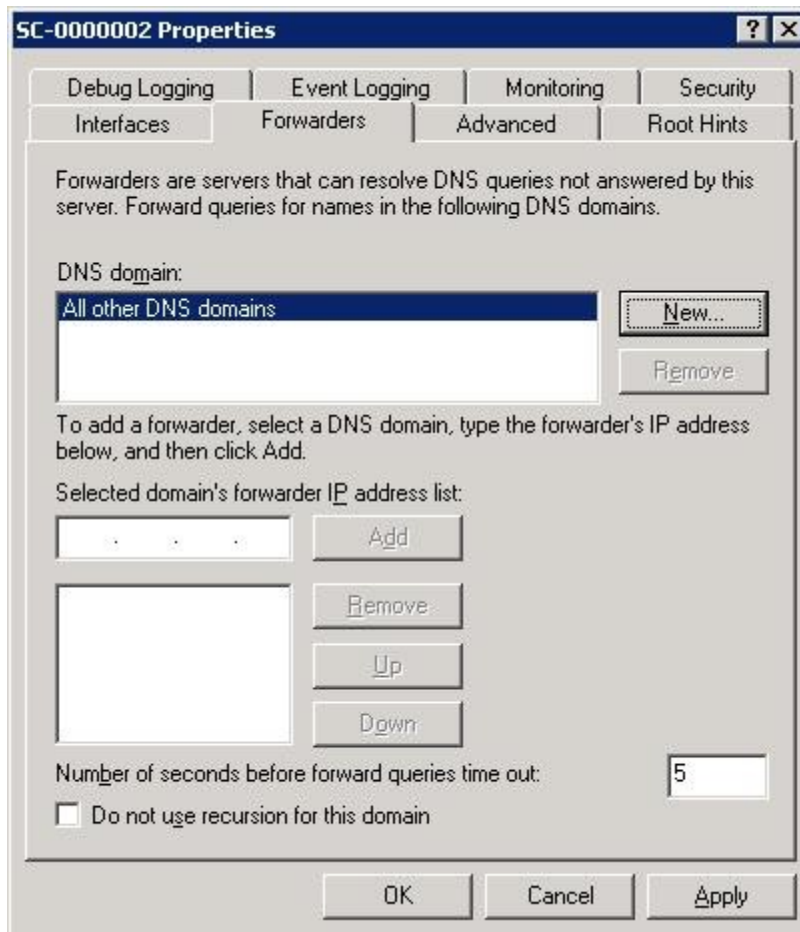 SC-0000002 Properties
Debug Logging Event Logging Monitoring Security
Interfaces Forwarders Advanced Root Hints
Forwarders are servers that can resolve DNS queries not answered by this
server. Forward queries for names in the following DNS domains.
DNS domain:
All other DNS domains
New...
Remove
To add a forwarder, select a DNS domain, type the forwarder's IP address
below, and then click Add.
Selected domain's forwarder IP address list:
. . . Add
Remove
Up
Down
Number of seconds before forward queries time out: 5
Do not use recursion for this domain
OK Cancel Apply